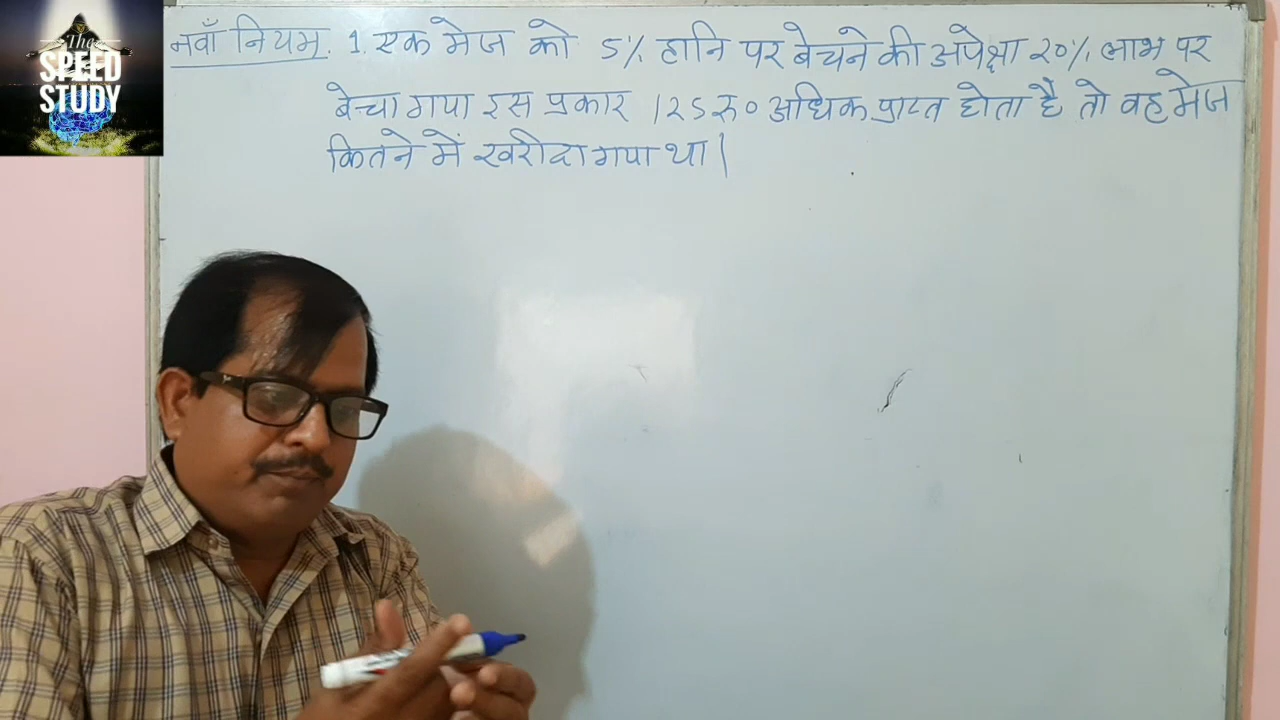 The
SPEED
STUDY
नवाँ नियम. 1. एक मेज को 5% हानि पर बेचने की अपेक्षा 20% लाभ पर
बेचा गया इस प्रकार 125 रु० अधिक प्राप्त होता है तो वह मेज
कितने में खरीदा गया था।